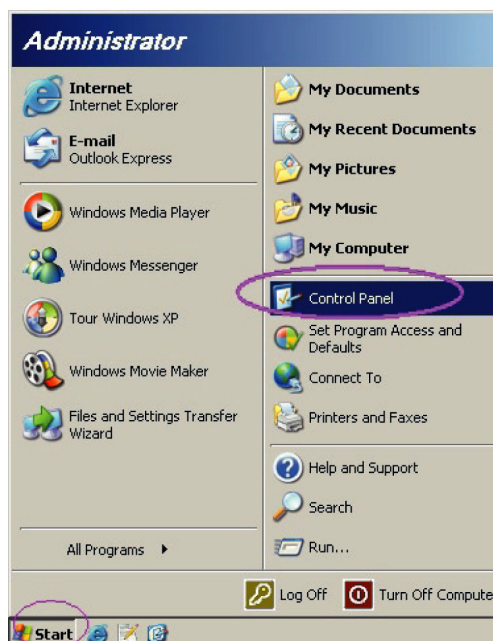 Administrator
Internet
Internet Explorer
E-mail
Outlook Express
Windows Media Player
Windows Messenger
Tour Windows XP
Windows Movie Maker
Files and Settings Transfer
Wizard
All Programs
My Documents
My Recent Documents
My Pictures
My Music
My Computer
Control Panel
Set Program Access and
Defaults
Connect To
Printers and Faxes
Help and Support
Search
Run...
Log Off
Turn Off Compute
Start